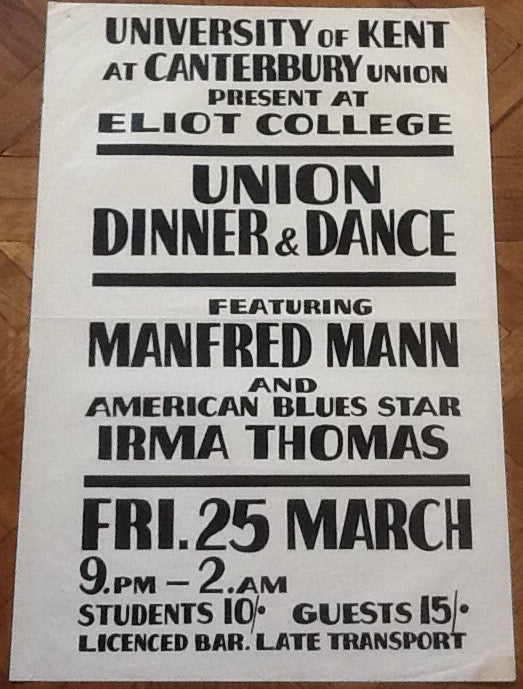 UNIVERSITY OF KENT
AT CANTERBURY UNION
PRESENT AT
ELIOT COLLEGE
UNION
DINNER & DANCE
FEATURING
MANFRED MANN
AND
AMERICAN BLUES STAR
IRMA THOMAS
FRI. 25 MARCH
9.PM – 2.AM
STUDENTS 10/· GUESTS 15/·
LICENCED BAR. LATE TRANSPORT